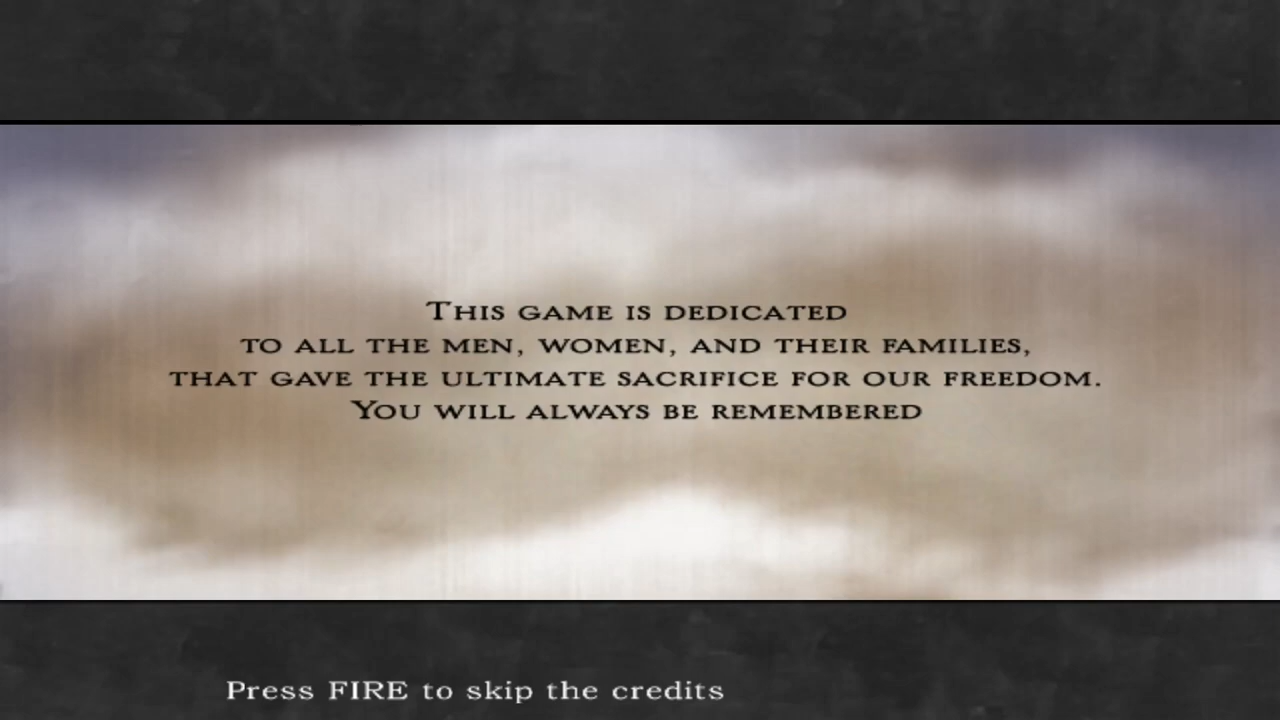 This game is dedicated
to all the men, women, and their families,
that gave the ultimate sacrifice for our freedom.
You will always be remembered
Press FIRE to skip the credits